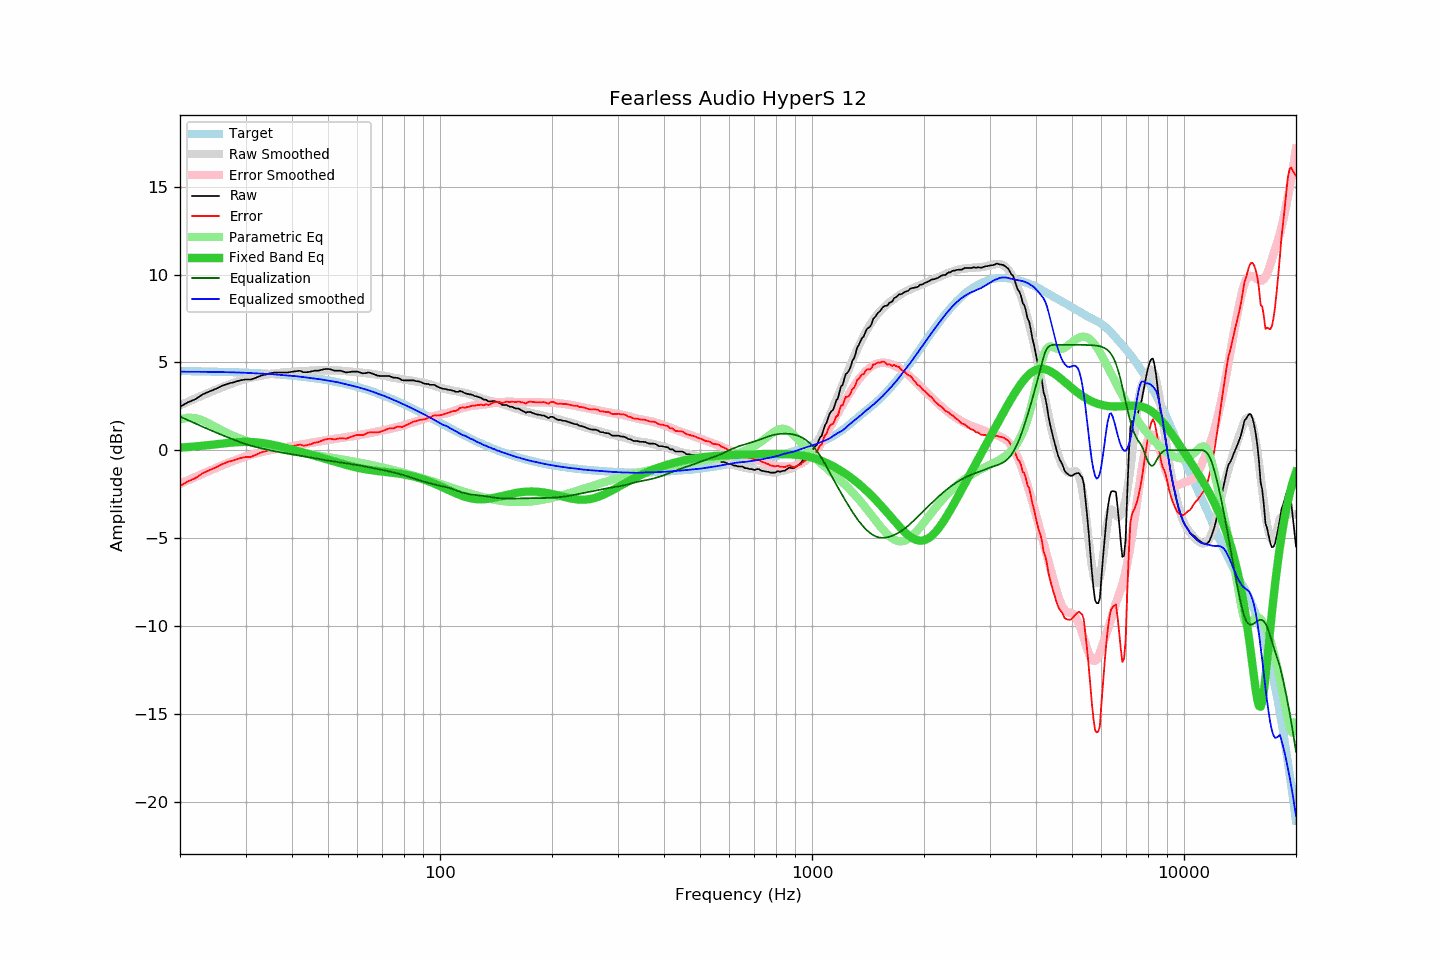 Fearless Audio HyperS 12
Target
Raw Smoothed
Error Smoothed
Raw
Error
Parametric Eq
Fixed Band Eq
Equalization
Equalized smoothed
15
10
5
0
−5
−10
−15
−20
Amplitude (dBr)
100
1000
10000
Frequency (Hz)